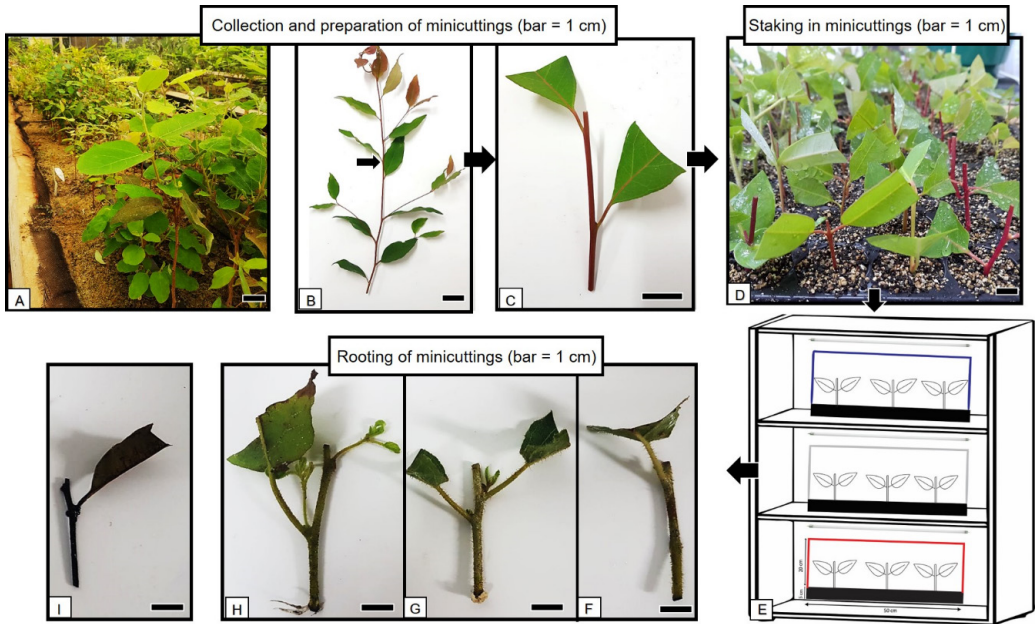 Collection and preparation of minicuttings (bar = 1 cm)
Staking in minicuttings (bar = 1 cm)
A
B
C
D
Rooting of minicuttings (bar = 1 cm)
I
H
G
F
E
20 cm
50 cm